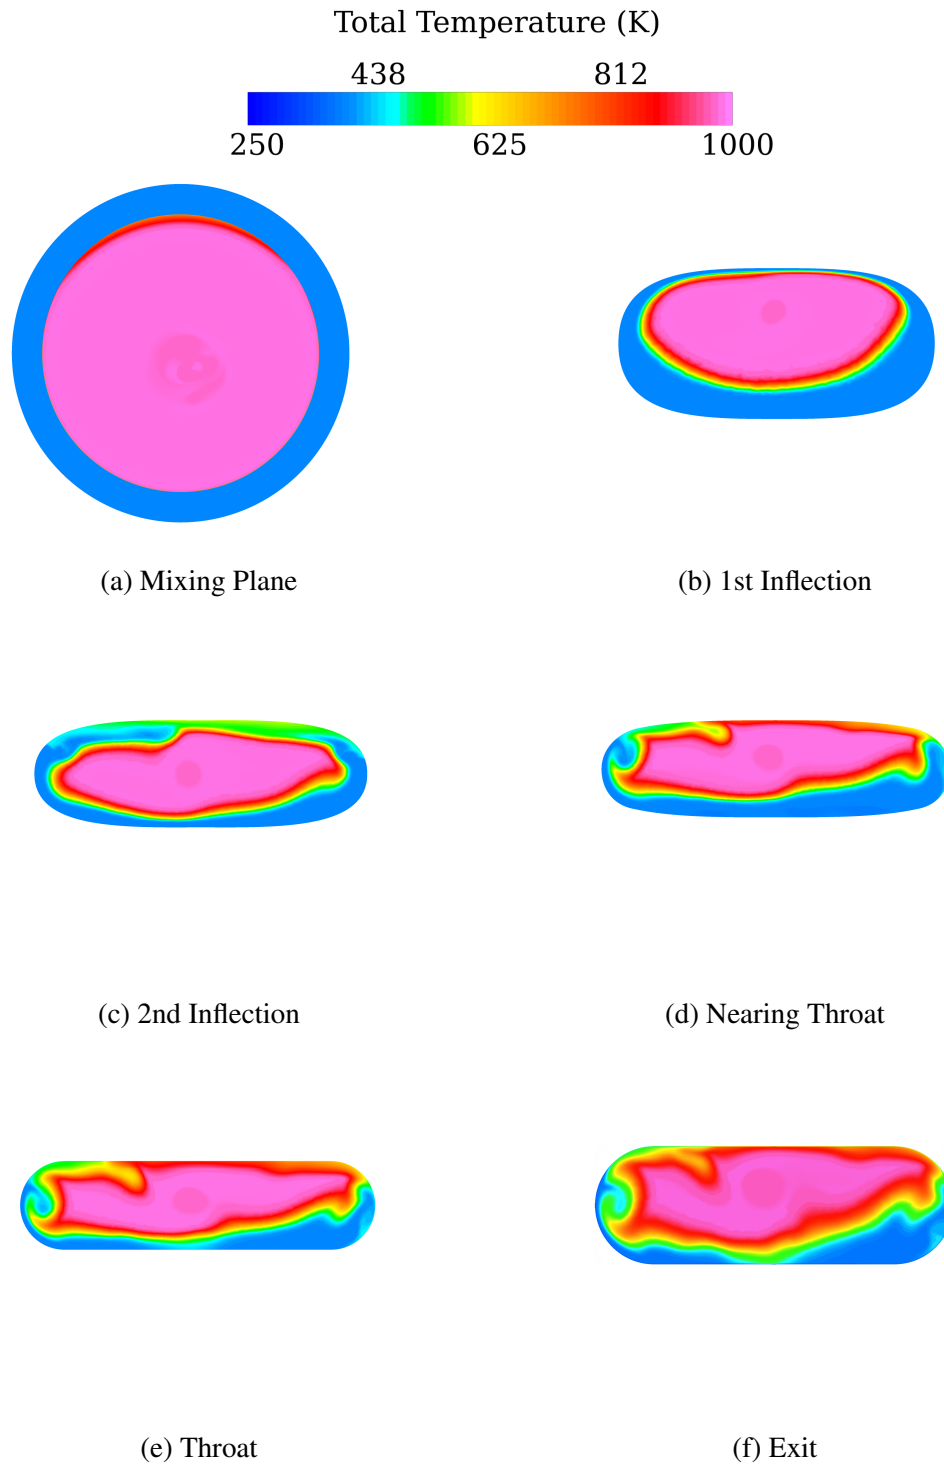 Total Temperature (K)
438 812
250 625 1000
(a) Mixing Plane
(b) 1st Inflection
(c) 2nd Inflection
(d) Nearing Throat
(e) Throat
(f) Exit